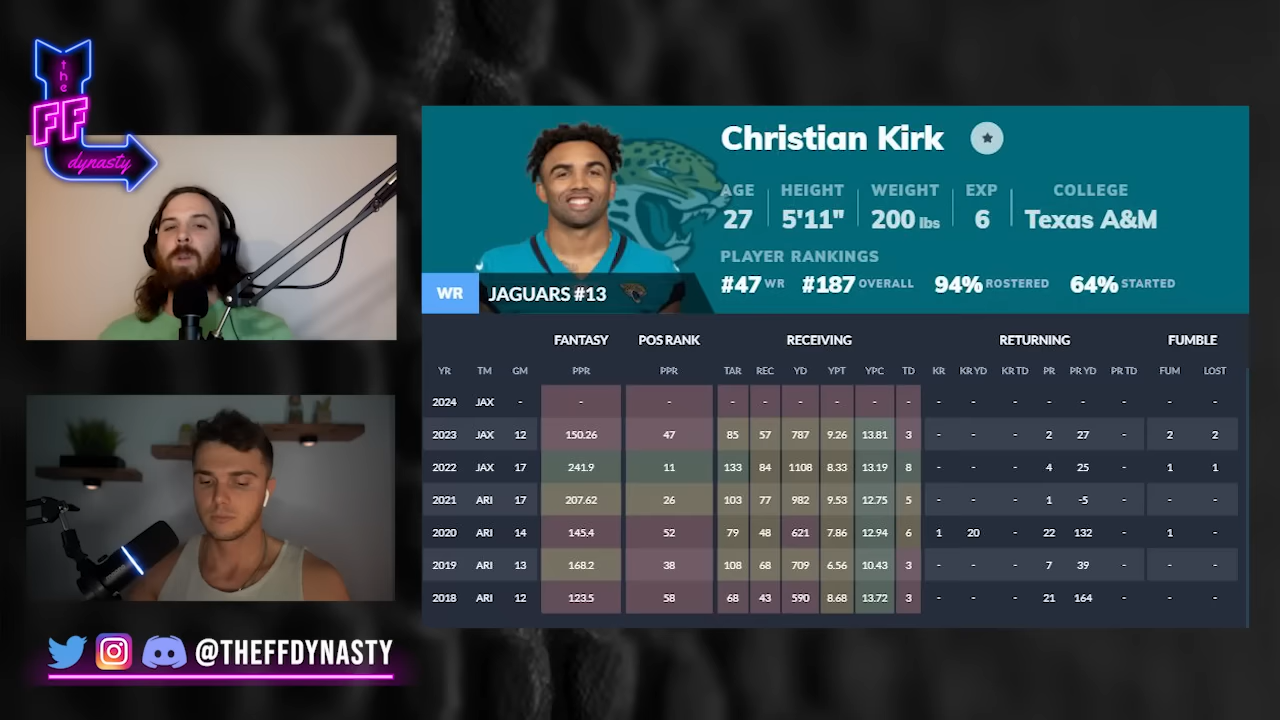 the
FF
dynasty
Christian Kirk
AGE HEIGHT WEIGHT EXP COLLEGE
27 5'11" 200 lbs 6 Texas A&M
PLAYER RANKINGS
#47 WR #187 OVERALL 94% ROSTERED 64% STARTED
WR JAGUARS #13
FANTASY POS RANK RECEIVING RETURNING FUMBLE
YR TM GM PPR PPR TAR REC YD YPT YPC TD KR KR YD KR TD PR PR YD PR TD FUM LOST
2024 JAX - - - - - - - - - - - - - - - - -
2023 JAX 12 150.26 47 85 57 787 9.26 13.81 3 - - - 2 27 - 2 2
2022 JAX 17 241.9 11 133 84 1108 8.33 13.19 8 - - - 4 25 - 1 1
2021 ARI 17 207.62 26 103 77 982 9.53 12.75 5 - - - 1 -5 - - -
2020 ARI 14 145.4 52 79 48 621 7.86 12.94 6 1 20 - 22 132 - 1 -
2019 ARI 13 168.2 38 108 68 709 6.56 10.43 3 - - - 7 39 - - -
2018 ARI 12 123.5 58 68 43 590 8.68 13.72 3 - - - 21 164 - - -
@THEFFDYNASTY